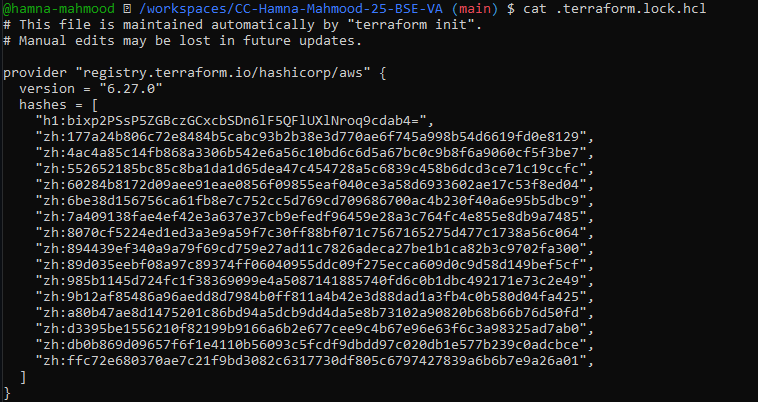 @hamna-mahmood /workspaces/CC-Hamna-Mahmood-25-BSE-VA (main) $ cat .terraform.lock.hcl
# This file is maintained automatically by "terraform init".
# Manual edits may be lost in future updates.
provider "registry.terraform.io/hashicorp/aws" {
  version = "6.27.0"
  hashes = [
    "h1:bixp2PSsP5ZGBczGCxcbSDn6lF5QFlUXlNroq9cdab4=",
    "zh:177a24b806c72e8484b5cabc93b2b38e3d770ae6f745a998b54d6619fd0e8129",
    "zh:4ac4a85c14fb868a3306b542e6a56c10bd6c6d5a67bc0c9b8f6a9060cf5f3be7",
    "zh:552652185bc85c8ba1da1d65dea47c454728a5c6839c458b6dcd3ce71c19ccfc",
    "zh:60284b8172d09aee91eae0856f09855eaf040ce3a58d6933602ae17c53f8ed04",
    "zh:6be38d156756ca61fb8e7c752cc5d769cd709686700ac4b230f40a6e95b5dbc9",
    "zh:7a409138fae4ef42e3a637e37cb9efedf96459e28a3c764fc4e855e8db9a7485",
    "zh:8070cf5224ed1ed3a3e9a59f7c30ff88bf071c7567165275d477c1738a56c064",
    "zh:894439ef340a9a79f69cd759e27ad11c7826adeca27be1b1ca82b3c9702fa300",
    "zh:89d035eebf08a97c89374ff06040955ddc09f275ecca609d0c9d58d149bef5cf",
    "zh:985b1145d724fc1f38369099e4a5087141885740fd6c0b1dbc492171e73c2e49",
    "zh:9b12af85486a96aedd8d7984b0ff811a4b42e3d88dad1a3fb4c0b580d04fa425",
    "zh:a80b47ae8d1475201c86bd94a5dcb9dd4da5e8b73102a90820b68b66b76d50fd",
    "zh:d3395be1556210f82199b9166a6b2e677cee9c4b67e96e63f6c3a98325ad7ab0",
    "zh:db0b869d09657f6f1e4110b56093c5fcdf9dbdd97c020db1e577b239c0adcbce",
    "zh:ffc72e680370ae7c21f9bd3082c6317730df805c6797427839a6b6b7e9a26a01",
  ]
}